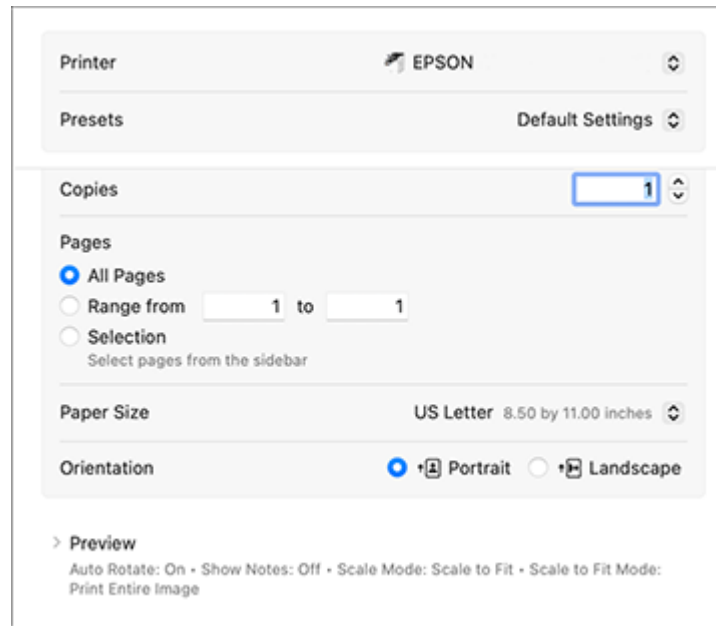 Printer EPSON
Presets Default Settings
Copies 1
Pages
All Pages
Range from 1 to 1
Selection
Select pages from the sidebar
Paper Size US Letter 8.50 by 11.00 inches
Orientation Portrait Landscape
Preview
Auto Rotate: On • Show Notes: Off • Scale Mode: Scale to Fit • Scale to Fit Mode:
Print Entire Image